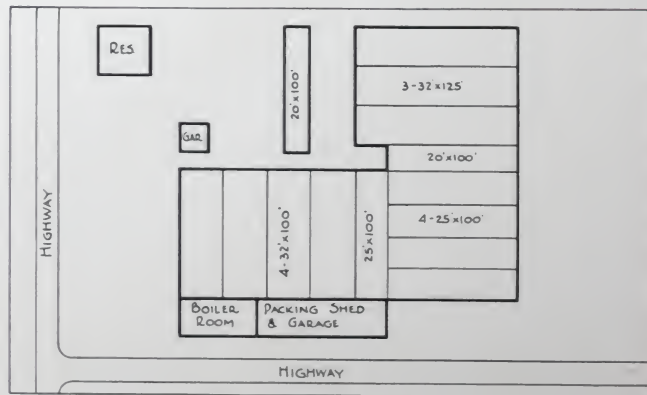 RES.
20'x100'
3-32'x125'
GAR.
20'x100'
HIGHWAY
4-32'x100'
25'x100'
4-25'x100'
BOILER
ROOM
PACKING SHED
& GARAGE
HIGHWAY